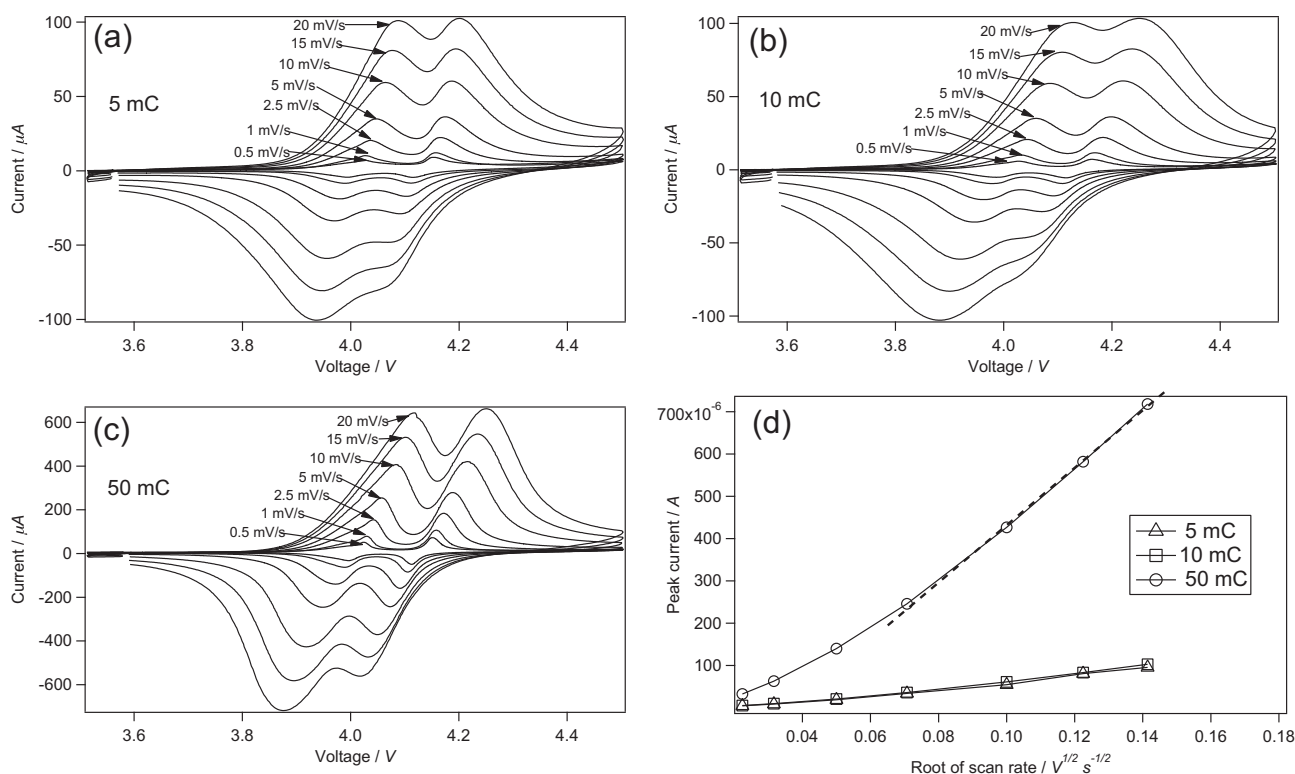 (a)
5 mC
20 mV/s
15 mV/s
10 mV/s
5 mV/s
2.5 mV/s
1 mV/s
0.5 mV/s
100
50
0
-50
-100
Current / μA
3.6
3.8
4.0
4.2
4.4
Voltage / V
(b)
10 mC
20 mV/s
15 mV/s
10 mV/s
5 mV/s
2.5 mV/s
1 mV/s
0.5 mV/s
100
50
0
-50
-100
Current / μA
3.6
3.8
4.0
4.2
4.4
Voltage / V
(c)
50 mC
20 mV/s
15 mV/s
10 mV/s
5 mV/s
2.5 mV/s
1 mV/s
0.5 mV/s
600
400
200
0
-200
-400
-600
Current / μA
3.6
3.8
4.0
4.2
4.4
Voltage / V
(d)
700x10⁻⁶
600
500
400
300
200
100
Peak current / A
5 mC
10 mC
50 mC
0.04
0.06
0.08
0.10
0.12
0.14
0.16
0.18
Root of scan rate / V^1/2 s^-1/2